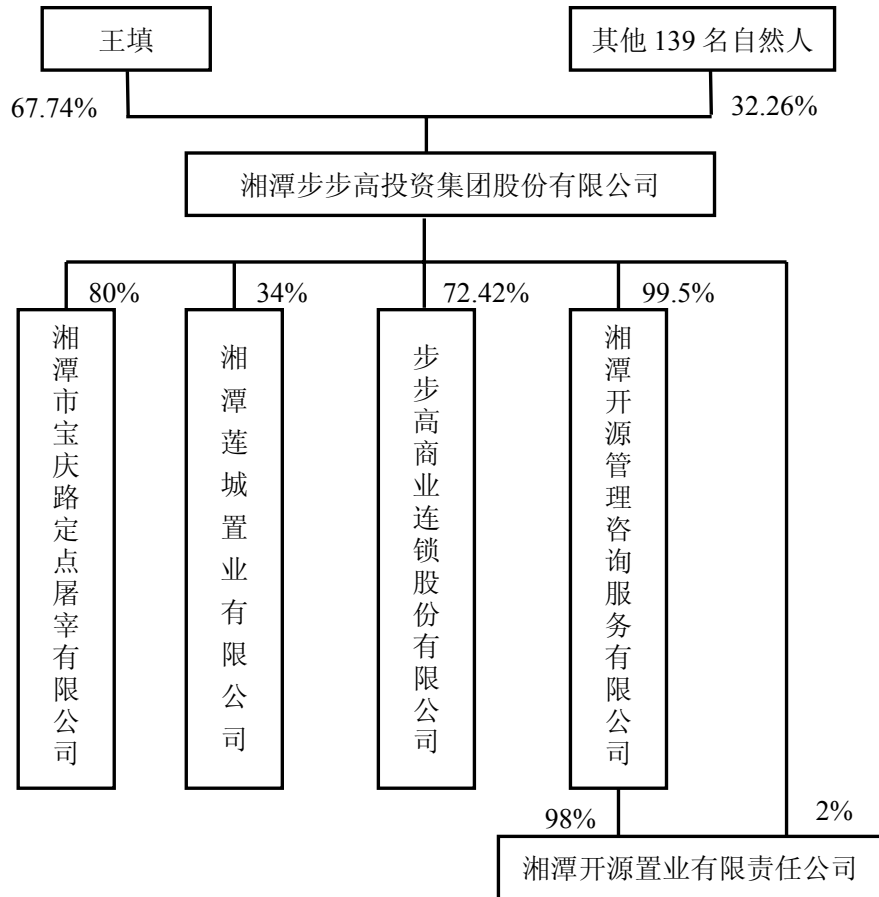 王填
其他 139 名自然人
67.74%
32.26%
湘潭步步高投资集团股份有限公司
80%
34%
72.42%
99.5%
湘潭市宝庆路定点屠宰有限公司
湘潭莲城置业有限公司
步步高商业连锁股份有限公司
湘潭开源管理咨询服务有限公司
98%
2%
湘潭开源置业有限责任公司